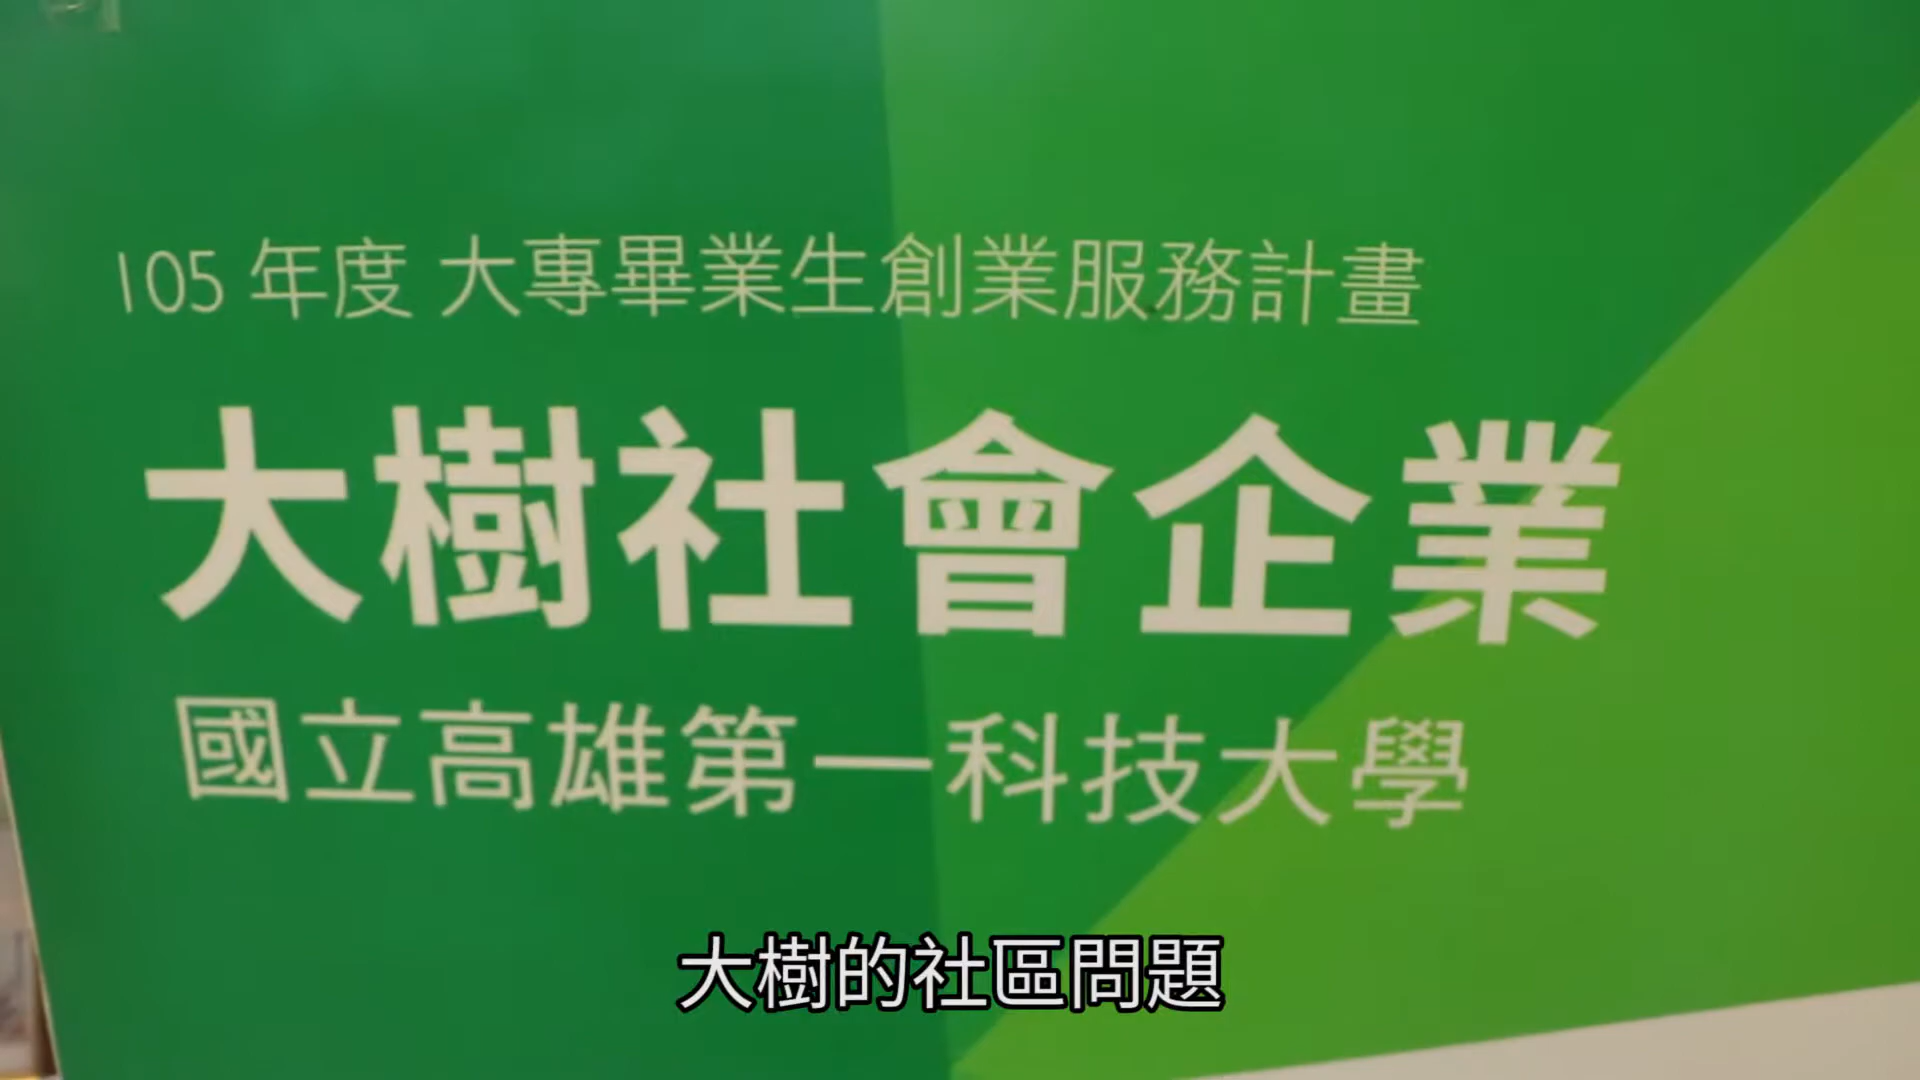 105 年度 大專畢業生創業服務計畫
大樹社會企業
國立高雄第一科技大學
大樹的社區問題